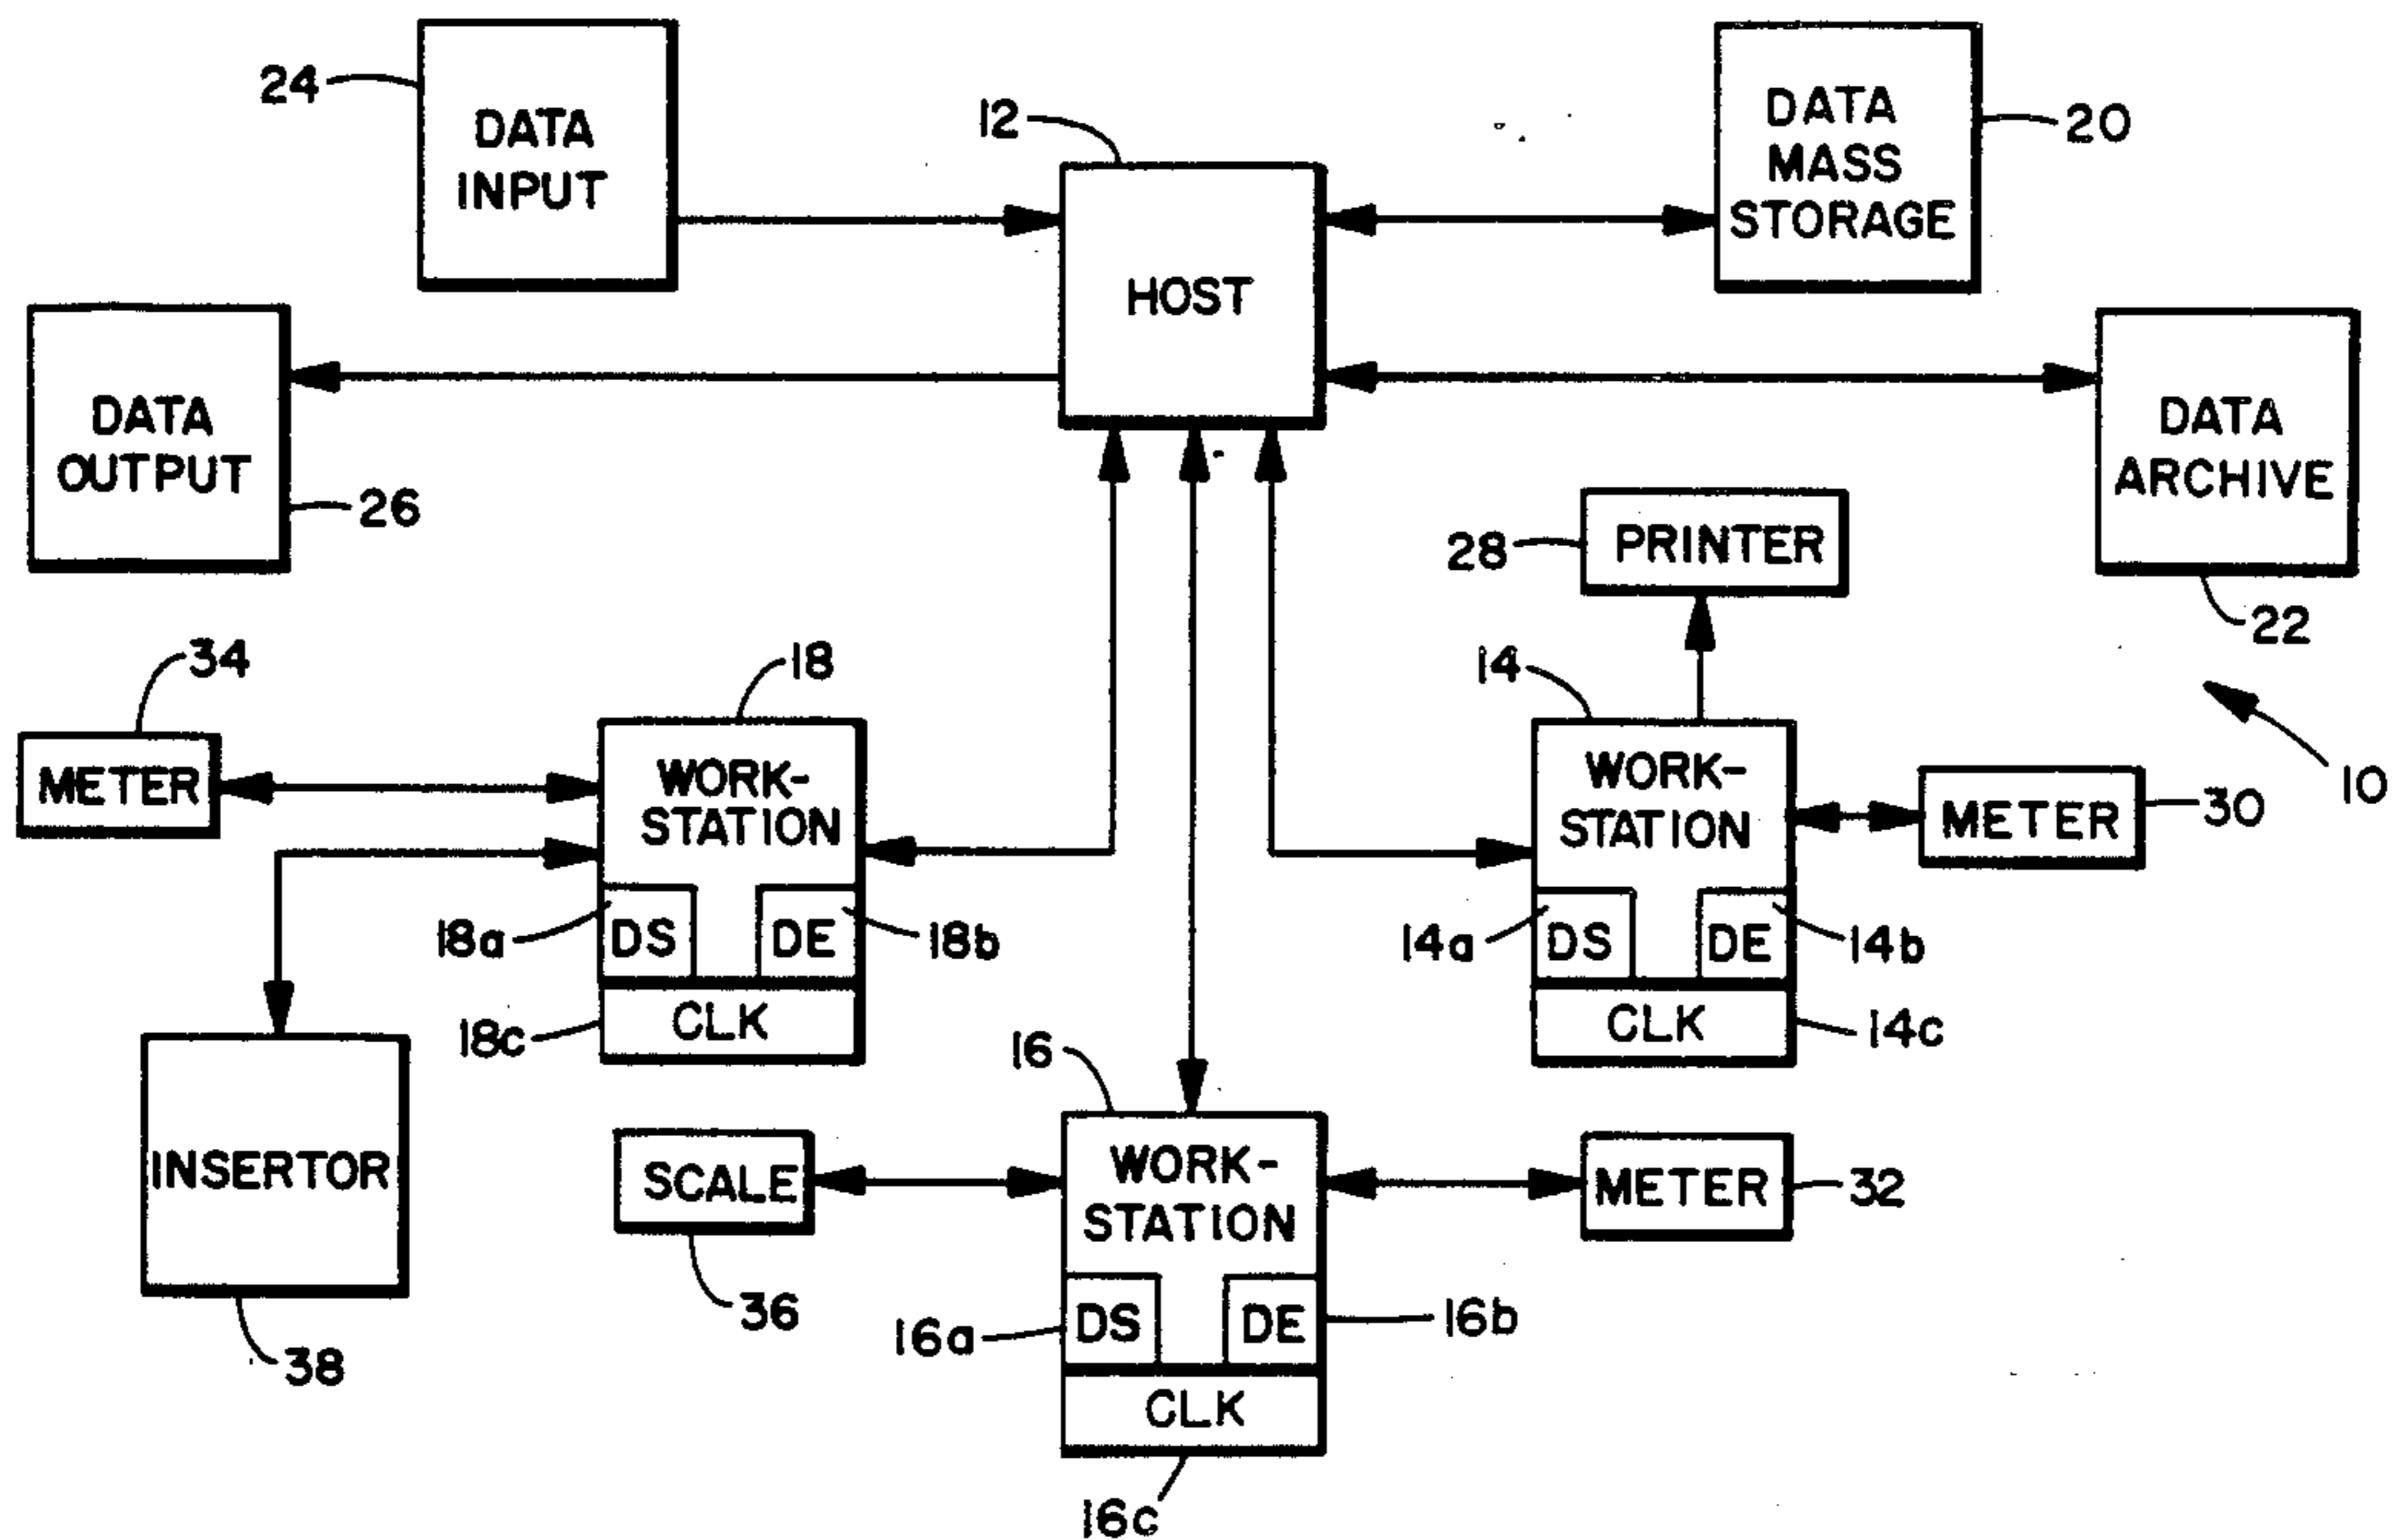 24
DATA
INPUT
12
HOST
DATA
MASS
STORAGE
20
DATA
OUTPUT
26
DATA
ARCHIVE
22
28
PRINTER
10
34
METER
18
WORK-
STATION
18a
DS
DE
18b
18c
CLK
14
WORK-
STATION
METER
30
14a
DS
DE
14b
CLK
14c
INSERTOR
38
16
WORK-
STATION
SCALE
36
METER
32
16a
DS
DE
16b
CLK
16c